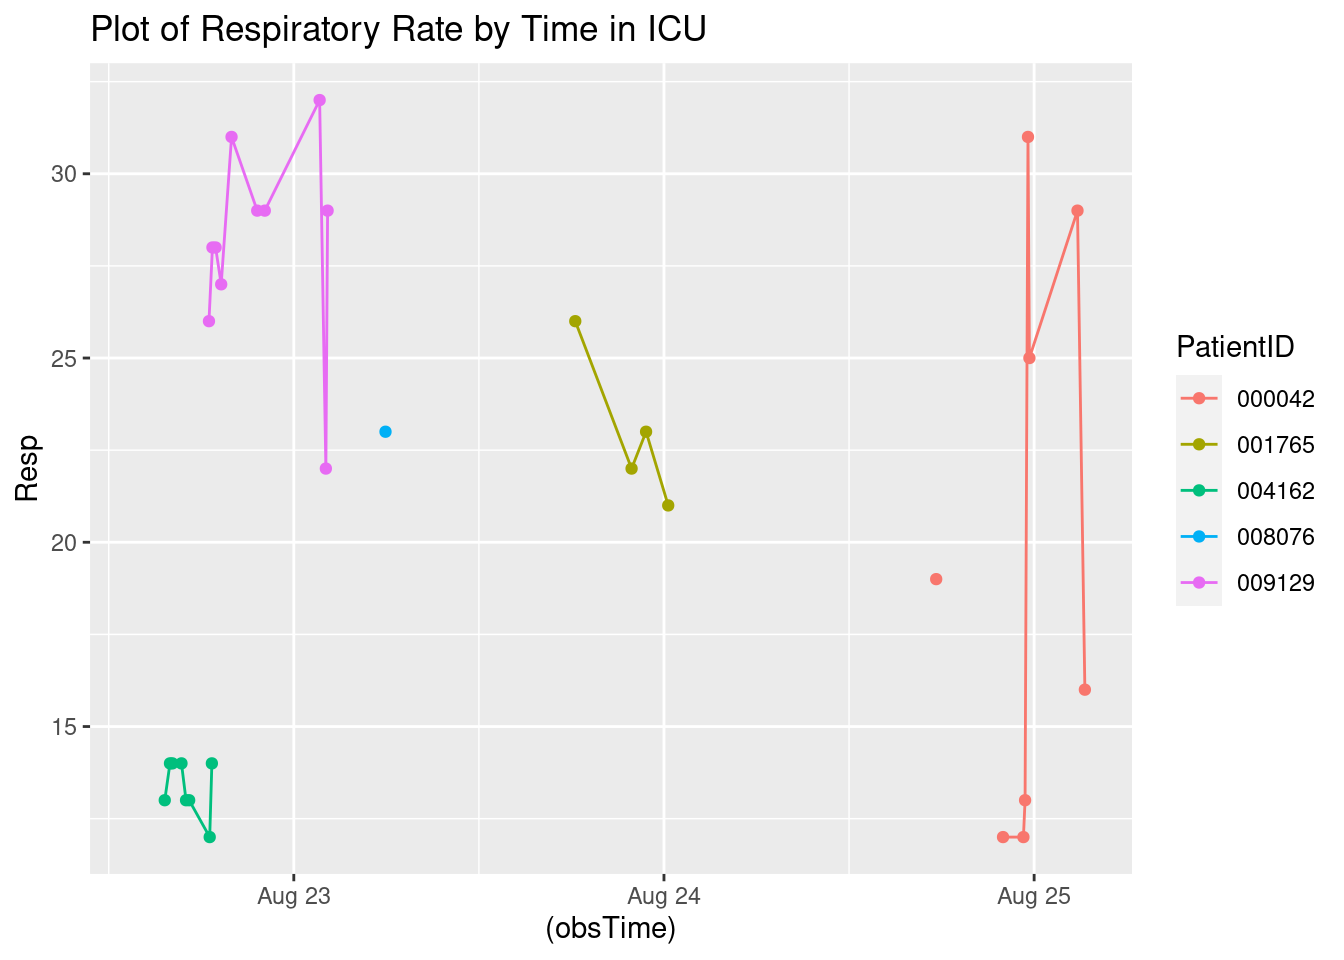 Plot of Respiratory Rate by Time in ICU
Resp
30
25
20
15
Aug 23
Aug 24
Aug 25
(obsTime)
PatientID
000042
001765
004162
008076
009129